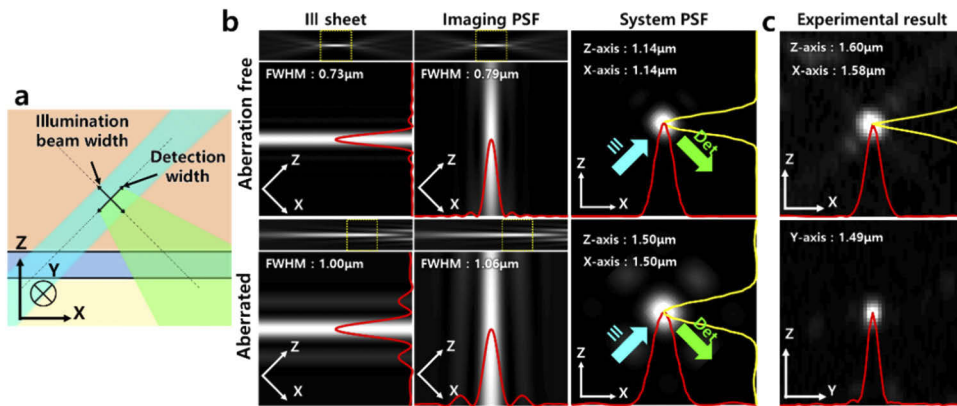 a
Illumination
beam width
Detection
width
Z
Y
X
b
Ill sheet
Imaging PSF
System PSF
Aberration free
FWHM : 0.73μm
Z
X
FWHM : 0.79μm
Z
X
Z-axis : 1.14μm
X-axis : 1.14μm
Ill
Det
Z
X
Aberrated
FWHM : 1.00μm
Z
X
FWHM : 1.06μm
Z
X
Z-axis : 1.50μm
X-axis : 1.50μm
Ill
Det
Z
X
c
Experimental result
Z-axis : 1.60μm
X-axis : 1.58μm
Z
X
Y-axis : 1.49μm
Z
Y